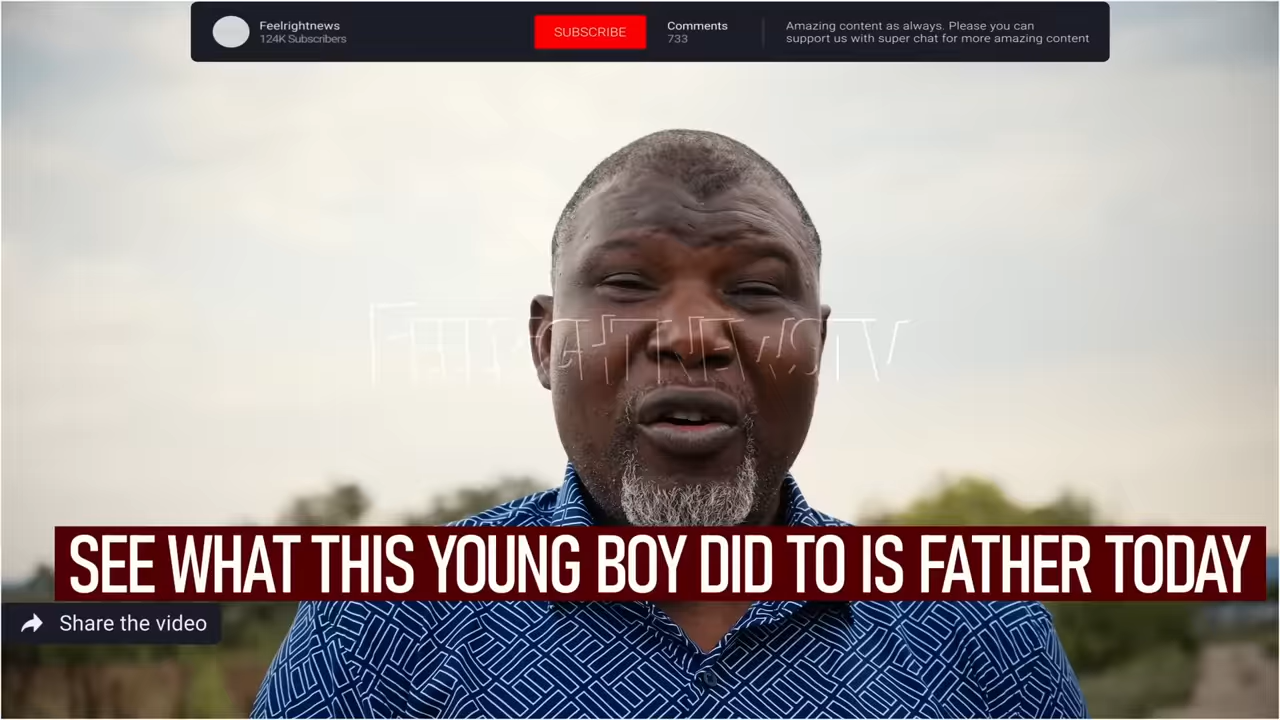 Feelrightnews
124K Subscribers
SUBSCRIBE
Comments
733
Amazing content as always. Please you can
support us with super chat for more amazing content
FEELRIGHTNEWSTV
SEE WHAT THIS YOUNG BOY DID TO IS FATHER TODAY
Share the video